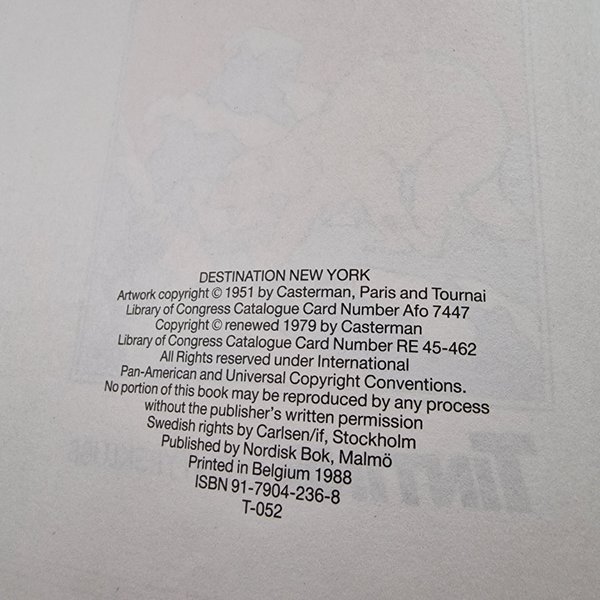 DESTINATION NEW YORK
Artwork copyright © 1951 by Casterman, Paris and Tournai
Library of Congress Catalogue Card Number Afo 7447
Copyright © renewed 1979 by Casterman
Library of Congress Catalogue Card Number RE 45-462
All Rights reserved under International
Pan-American and Universal Copyright Conventions.
No portion of this book may be reproduced by any process
without the publisher's written permission
Swedish rights by Carlsen/if, Stockholm
Published by Nordisk Bok, Malmö
Printed in Belgium 1988
ISBN 91-7904-236-8
T-052